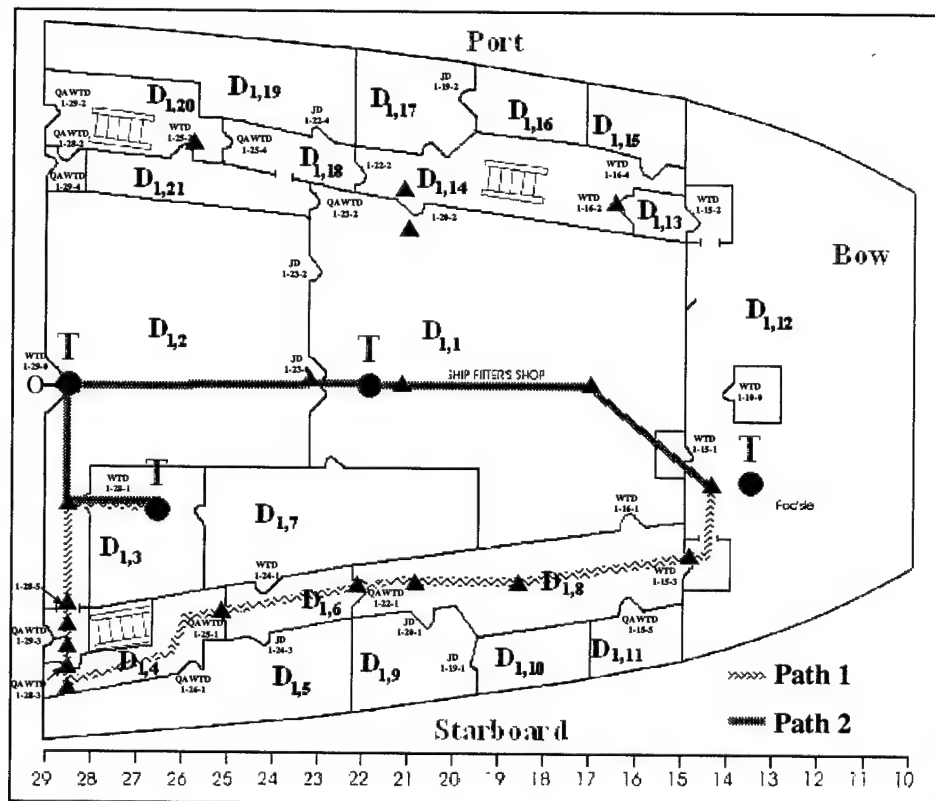 Port
QAWTD
1-29-2
D1,20
D1,19
JD
1-22-4
D1,17
JD
1-19-2
D1,16
D1,15
QAWTD
1-28-2
WTD
1-25-2
QAWTD
1-25-4
D1,18
1-22-2
WTD
1-16-4
QAWTD
1-29-4
D1,21
QAWTD
1-23-2
D1,14
1-20-2
WTD
1-16-2
D1,13
WTD
1-15-2
Bow
JD
1-23-2
D1,2
D1,1
D1,12
WTD
1-29-0
T
T
O
JD
SHIP FITTER'S SHOP
WTD
1-10-0
WTD
1-15-1
T
T
WTD
1-28-1
Foc'sle
D1,7
WTD
1-16-1
D1,3
WTD
1-24-1
1-28-5
D1,6
QAWTD
1-22-1
D1,8
WTD
1-15-3
QAWTD
1-29-3
QAWTD
1-25-1
JD
1-24-3
JD
1-20-1
QAWTD
1-15-5
QAWTD
1-28-3
D1,4
QAWTD
1-26-1
D1,5
D1,9
JD
1-19-1
D1,10
D1,11
Path 1
Path 2
Starboard
29 28 27 26 25 24 23 22 21 20 19 18 17 16 15 14 13 12 11 10